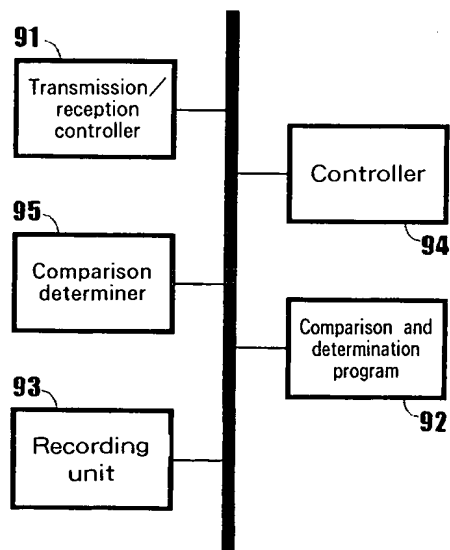 91
Transmission/
reception
controller
95
Comparison
determiner
93
Recording
unit
Controller
94
Comparison and
determination
program
92